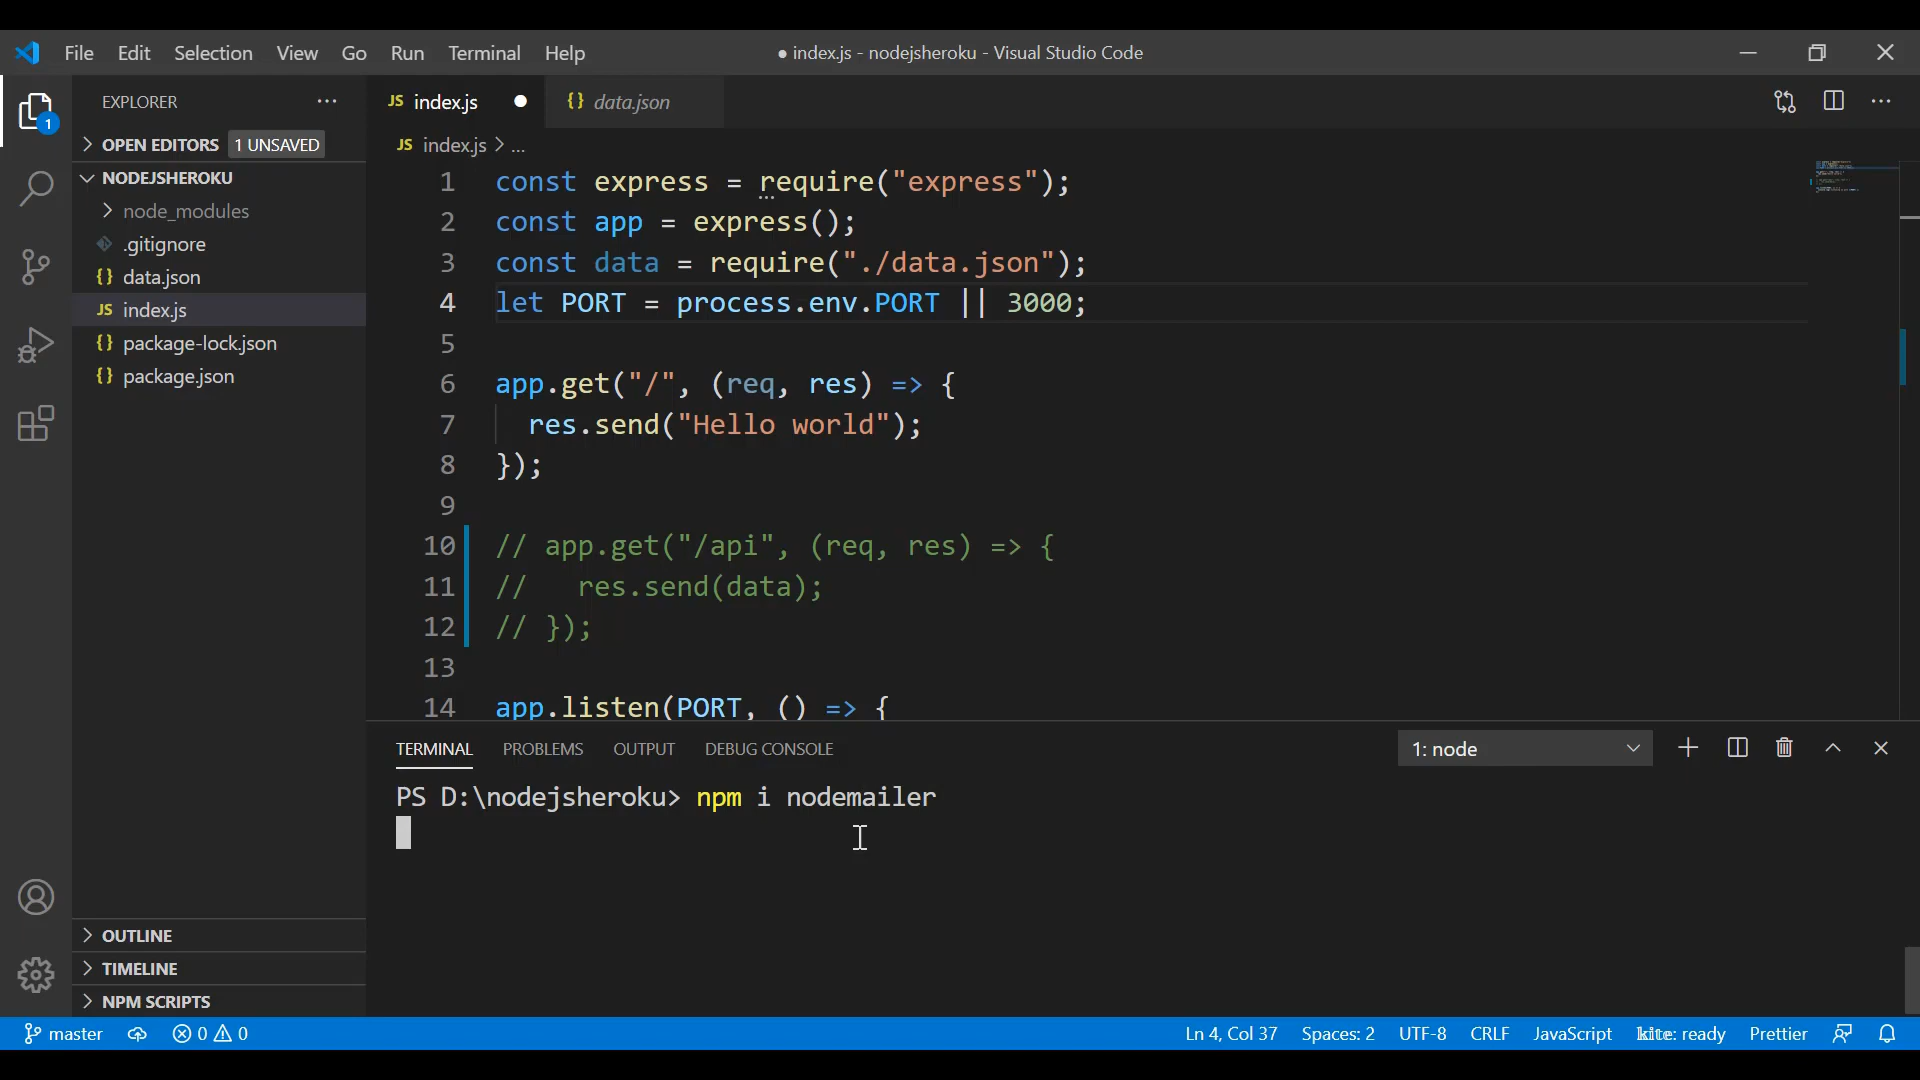 File Edit Selection View Go Run Terminal Help
● index.js - nodejsheroku - Visual Studio Code
EXPLORER
OPEN EDITORS 1 UNSAVED
NODEJSHEROKU
node_modules
.gitignore
data.json
index.js
package-lock.json
package.json
OUTLINE
TIMELINE
NPM SCRIPTS
1
JS index.js ● {} data.json
JS index.js > ...
1 const express = require("express");
2 const app = express();
3 const data = require("./data.json");
4 let PORT = process.env.PORT || 3000;
5
6 app.get("/", (req, res) => {
7 res.send("Hello world");
8 });
9
10 // app.get("/api", (req, res) => {
11 //   res.send(data);
12 // });
13
14 app.listen(PORT, () => {
TERMINAL PROBLEMS OUTPUT DEBUG CONSOLE
1: node
PS D:\nodejsheroku> npm i nodemailer
master 0 0
Ln 4, Col 37 Spaces: 2 UTF-8 CRLF JavaScript kite: ready Prettier